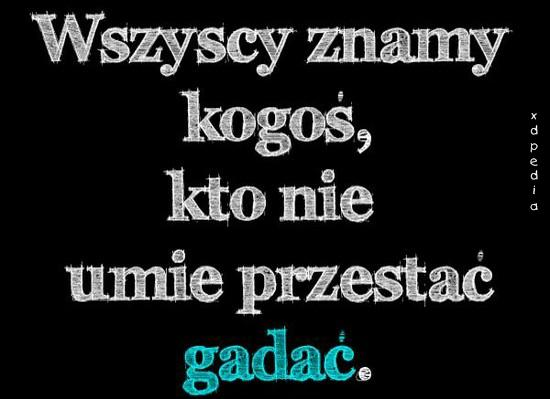 Wszyscy znamy
kogoś,
kto nie
umie przestać
gadać.
xdpedia